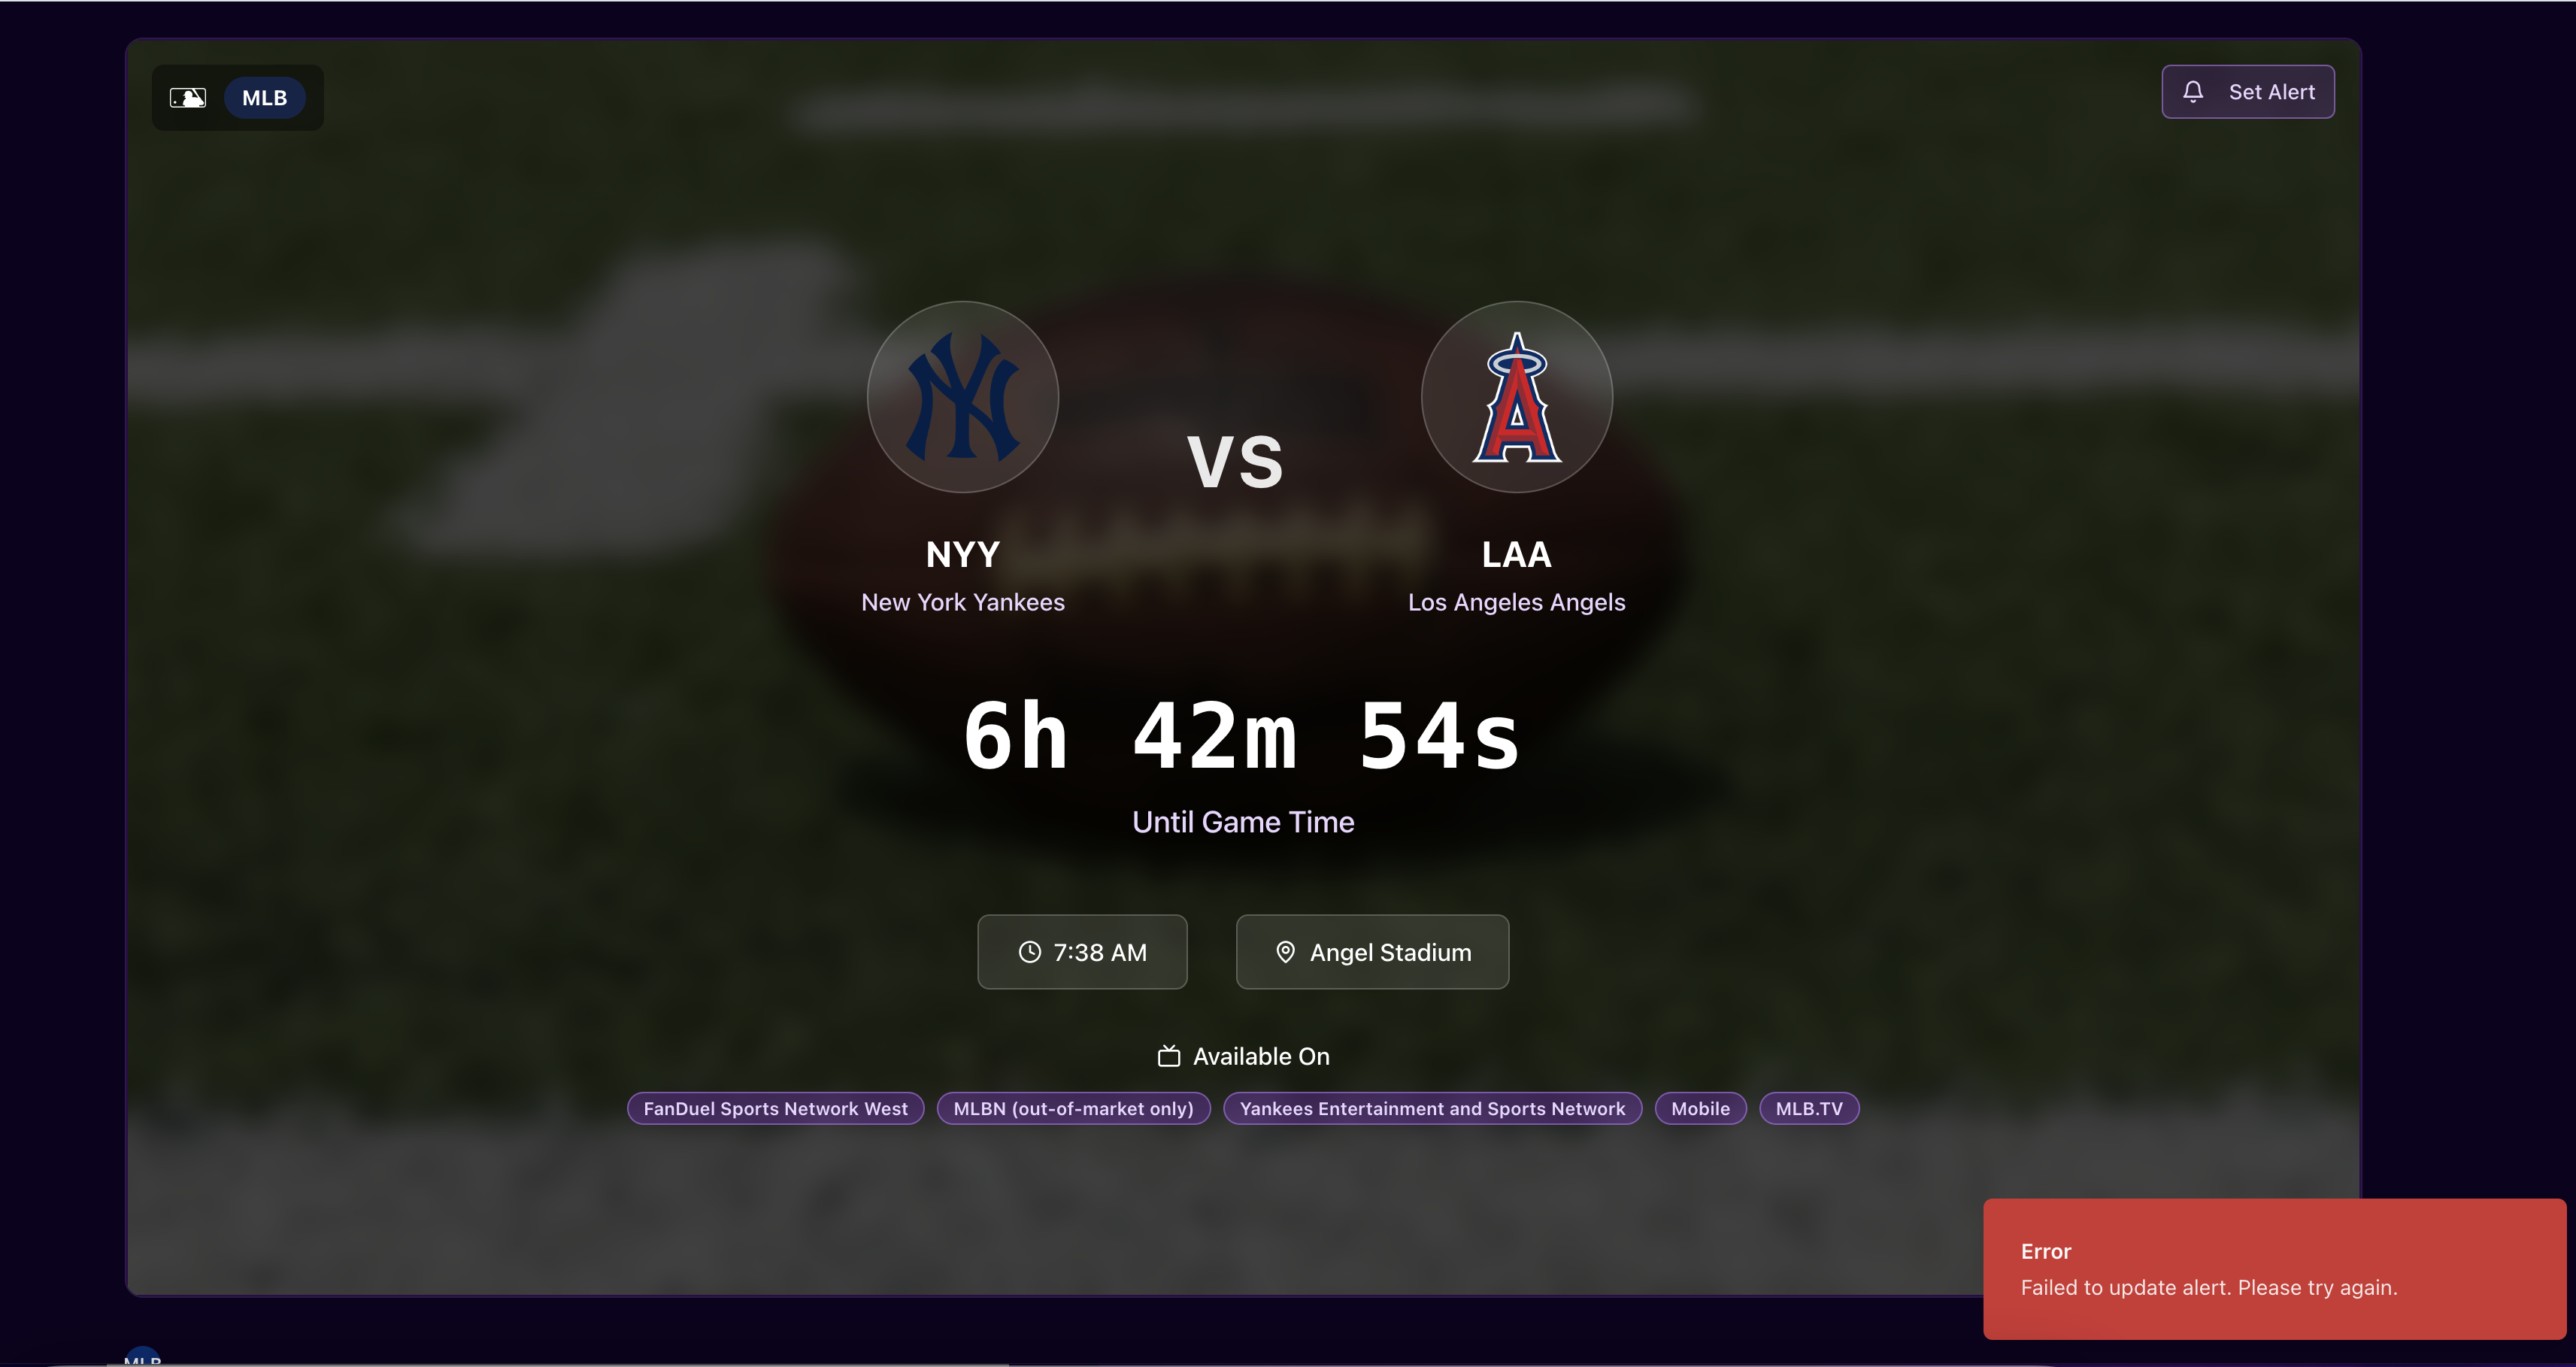 MLB
Set Alert
VS
NYY
LAA
New York Yankees
Los Angeles Angels
6h 42m 54s
Until Game Time
7:38 AM
Angel Stadium
Available On
FanDuel Sports Network West
MLBN (out-of-market only)
Yankees Entertainment and Sports Network
Mobile
MLB.TV
Error
Failed to update alert. Please try again.
MLB